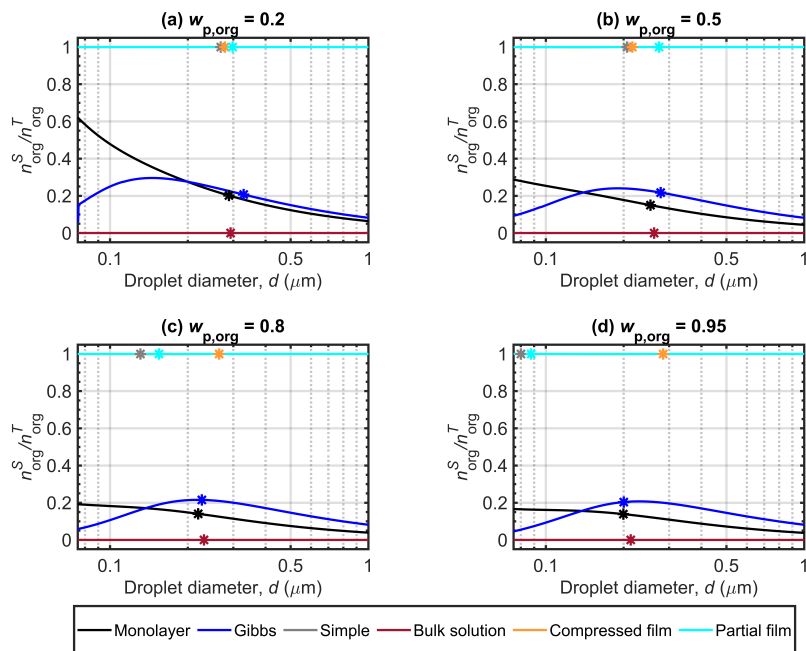 (a) w_p,org = 0.2
1
0.8
0.6
0.4
0.2
0
n^S_org/n^T_org
0.1 0.5 1
Droplet diameter, d (μm)
(b) w_p,org = 0.5
1
0.8
0.6
0.4
0.2
0
n^S_org/n^T_org
0.1 0.5 1
Droplet diameter, d (μm)
(c) w_p,org = 0.8
1
0.8
0.6
0.4
0.2
0
n^S_org/n^T_org
0.1 0.5 1
Droplet diameter, d (μm)
(d) w_p,org = 0.95
1
0.8
0.6
0.4
0.2
0
n^S_org/n^T_org
0.1 0.5 1
Droplet diameter, d (μm)
Monolayer Gibbs Simple Bulk solution Compressed film Partial film